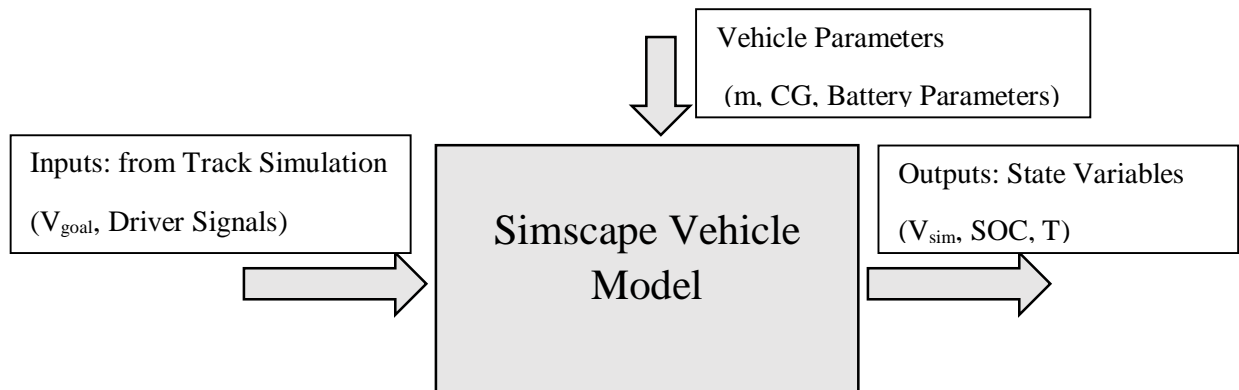 Vehicle Parameters
(m, CG, Battery Parameters)
Inputs: from Track Simulation
(Vgoal, Driver Signals)
Simscape Vehicle
Model
Outputs: State Variables
(Vsim, SOC, T)